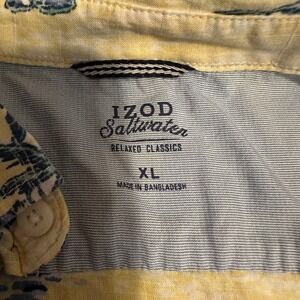 IZOD
Saltwater
RELAXED CLASSICS
XL
MADE IN BANGLADESH